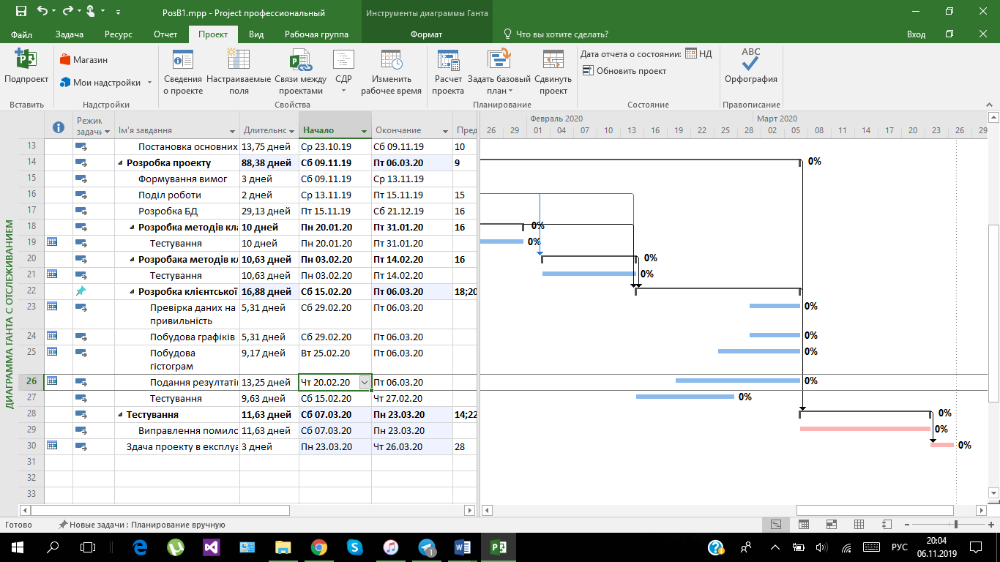 РозВ1.mpp - Project профессиональный
Инструменты диаграммы Ганта
Файл Задача Ресурс Отчет Проект Вид Рабочая группа Формат Что вы хотите сделать? Вход
Подпроект
Магазин
Мои настройки
Сведения о проекте
Настраиваемые поля
Связи между проектами
СДР
Изменить рабочее время
Расчет проекта
Задать базовый план
Сдвинуть проект
Дата отчета о состоянии: НД
Обновить проект
ABC
Орфография
Вставить Надстройки Свойства Планирование Состояние Правописание
ДИАГРАММА ГАНТА С ОТСЛЕЖИВАНИЕМ
Режим задачи Ім'я завдання Длительнс Начало Окончание Пред
Февраль 2020 Март 2020
26 29 01 04 07 10 13 16 19 22 25 28 02 05 08 11 14 17 20 23 26 29
13 Постановка основних 13,75 дней Ср 23.10.19 Сб 09.11.19 10
14 Розробка проекту 88,38 дней Сб 09.11.19 Пт 06.03.20 9 0%
15 Формування вимог 3 дней Сб 09.11.19 Ср 13.11.19
16 Поділ роботи 2 дней Ср 13.11.19 Пт 15.11.19 15
17 Розробка БД 29,13 дней Пт 15.11.19 Сб 21.12.19 16
18 Розробка методів кла 10 дней Пн 20.01.20 Пт 31.01.20 16 0%
19 Тестування 10 дней Пн 20.01.20 Пт 31.01.20 0%
20 Розробака методів кл 10,63 дней Пн 03.02.20 Пт 14.02.20 16 0%
21 Тестування 10,63 дней Пн 03.02.20 Пт 14.02.20 0%
22 Розробка клієнтської 16,88 дней Сб 15.02.20 Пт 06.03.20 18;20
23 Превірка даних на привильність 5,31 дней Сб 29.02.20 Пт 06.03.20 0%
24 Побудова графіків 5,31 дней Сб 29.02.20 Пт 06.03.20 0%
25 Побудова гістограм 9,17 дней Вт 25.02.20 Пт 06.03.20 0%
26 Подання резултатів 13,25 дней Чт 20.02.20 Пт 06.03.20 0%
27 Тестування 9,63 дней Сб 15.02.20 Чт 27.02.20 0%
28 Тестування 11,63 дней Сб 07.03.20 Пн 23.03.20 14;22 0%
29 Виправлення помилс 11,63 дней Сб 07.03.20 Пн 23.03.20 0%
30 Здача проекту в експлуа 3 дней Пн 23.03.20 Чт 26.03.20 28 0%
31
32
33
Готово Новые задачи : Планирование вручную
РУС
20:04
06.11.2019